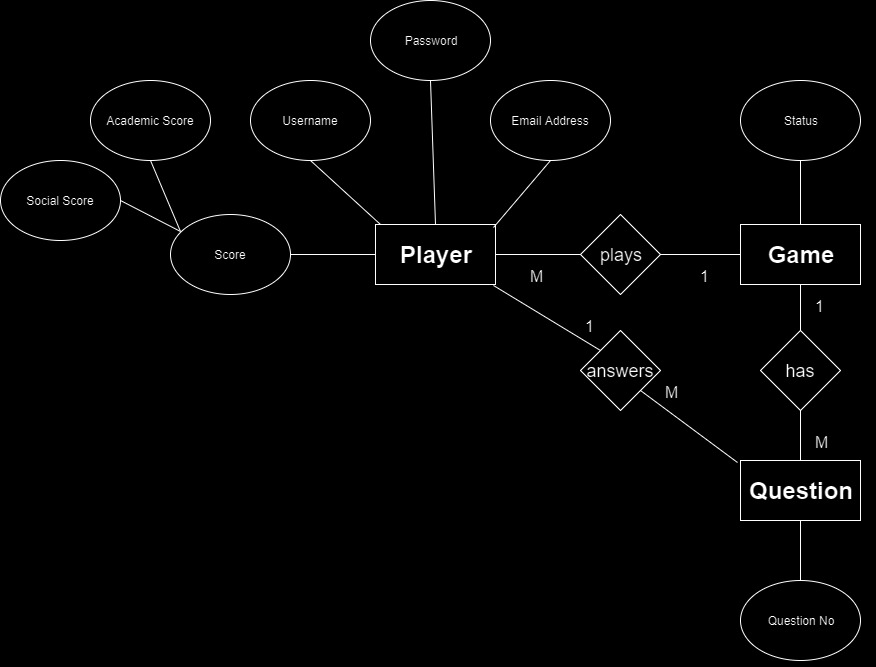 Password
Academic Score
Username
Email Address
Status
Social Score
Score
Player
plays
Game
M
1
1
1
answers
has
M
M
Question
Question No